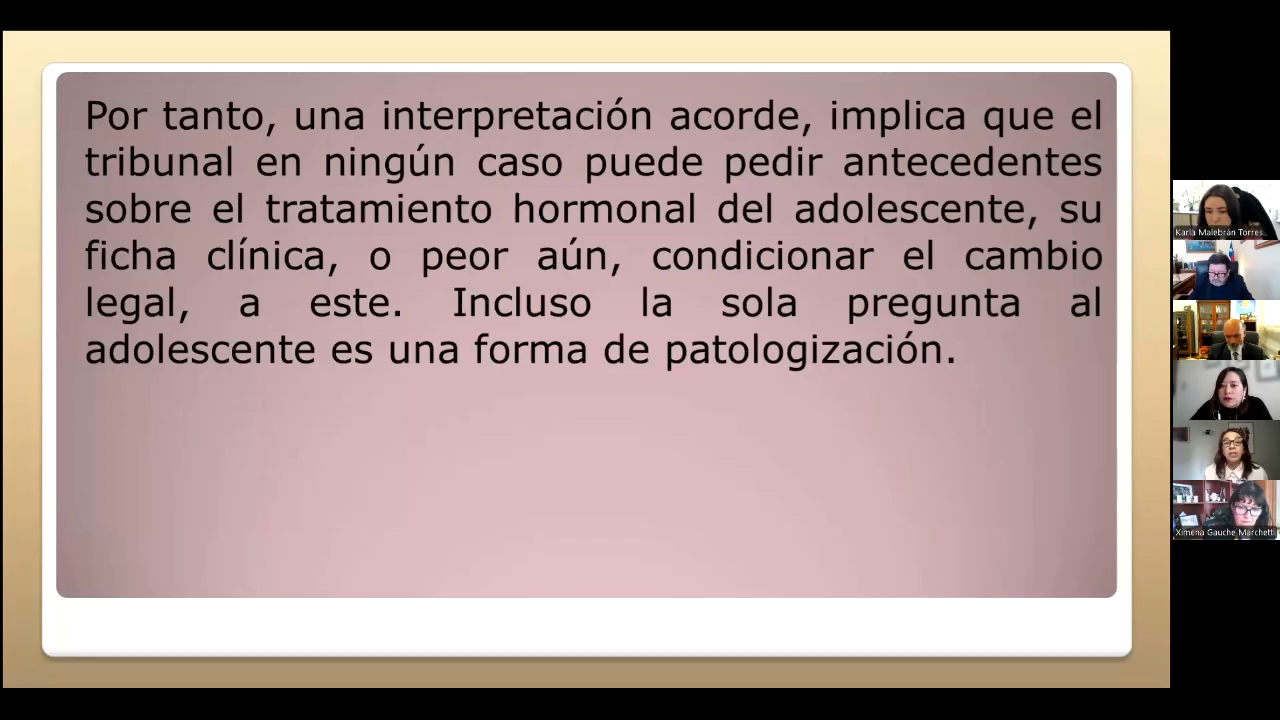 Por tanto, una interpretación acorde, implica que el
tribunal en ningún caso puede pedir antecedentes
sobre el tratamiento hormonal del adolescente, su
ficha clínica, o peor aún, condicionar el cambio
legal, a este. Incluso la sola pregunta al
adolescente es una forma de patologización.
Karla Malebrán Torres
Ximena Gauche Marchetti